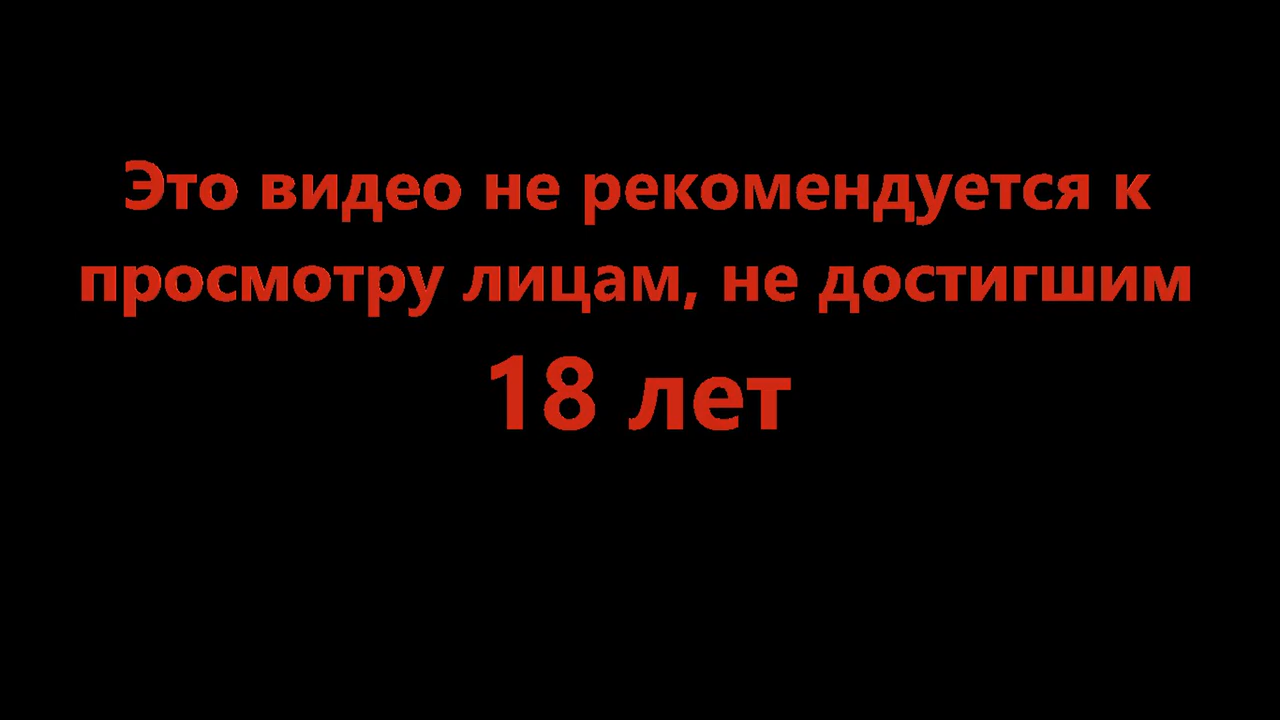 Это видео не рекомендуется к
просмотру лицам, не достигшим
18 лет